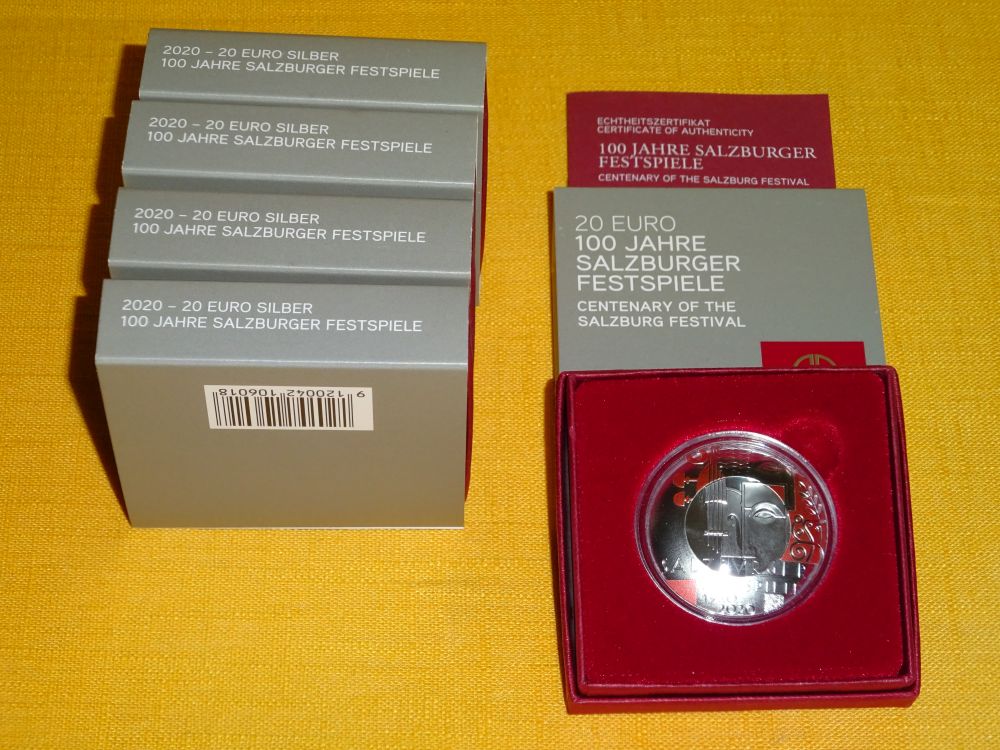 2020 – 20 EURO SILBER
100 JAHRE SALZBURGER FESTSPIELE
2020 – 20 EURO SILBER
100 JAHRE SALZBURGER FESTSPIELE
2020 – 20 EURO SILBER
100 JAHRE SALZBURGER FESTSPIELE
2020 – 20 EURO SILBER
100 JAHRE SALZBURGER FESTSPIELE
9 120042 106018
ECHTHEITSZERTIFIKAT
CERTIFICATE OF AUTHENTICITY
100 JAHRE SALZBURGER
FESTSPIELE
CENTENARY OF THE SALZBURG FESTIVAL
20 EURO
100 JAHRE
SALZBURGER
FESTSPIELE
CENTENARY OF THE
SALZBURG FESTIVAL
2020